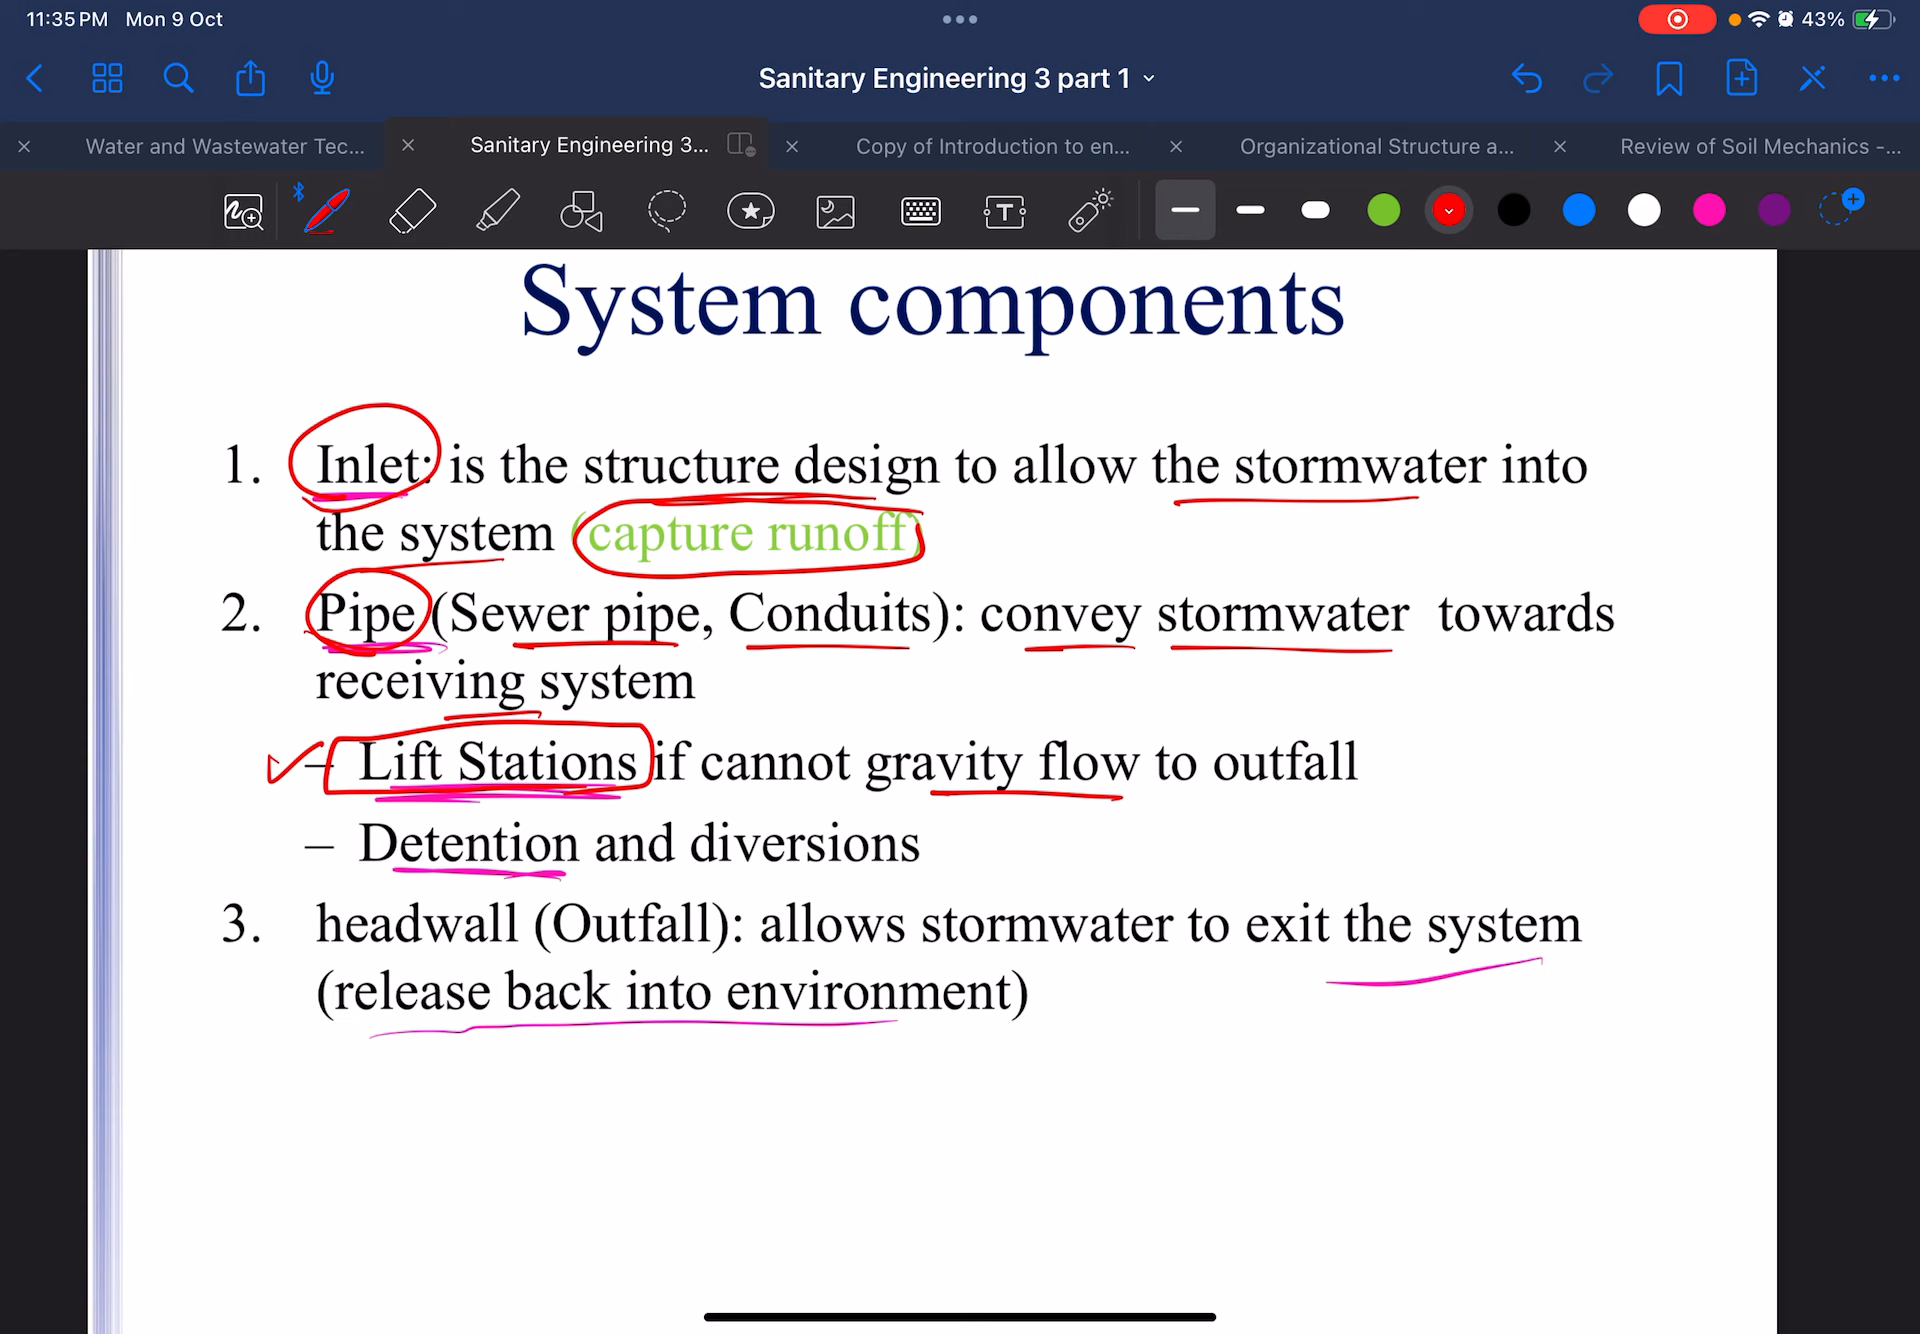 11:35 PM Mon 9 Oct
43%
Sanitary Engineering 3 part 1
Water and Wastewater Tec...
Sanitary Engineering 3...
Copy of Introduction to en...
Organizational Structure a...
Review of Soil Mechanics -...
T
System components
1. Inlet: is the structure design to allow the stormwater into
the system (capture runoff)
2. Pipe (Sewer pipe, Conduits): convey stormwater towards
receiving system
– Lift Stations if cannot gravity flow to outfall
– Detention and diversions
3. headwall (Outfall): allows stormwater to exit the system
(release back into environment)